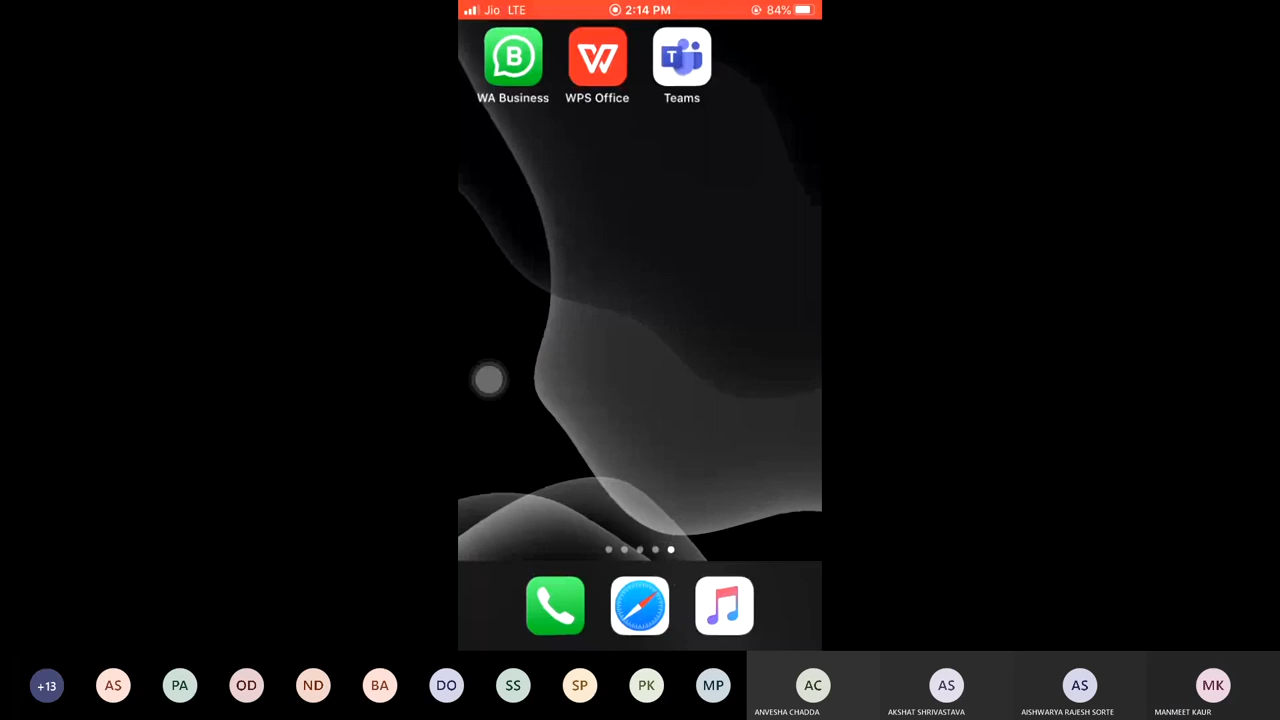 Jio LTE 2:14 PM 84%
B W T
WA Business WPS Office Teams
+13 AS PA OD ND BA DO SS SP PK MP AC AS AS MK
ANVESHA CHADDA AKSHAT SHRIVASTAVA AISHWARYA RAJESH SORTE MANMEET KAUR